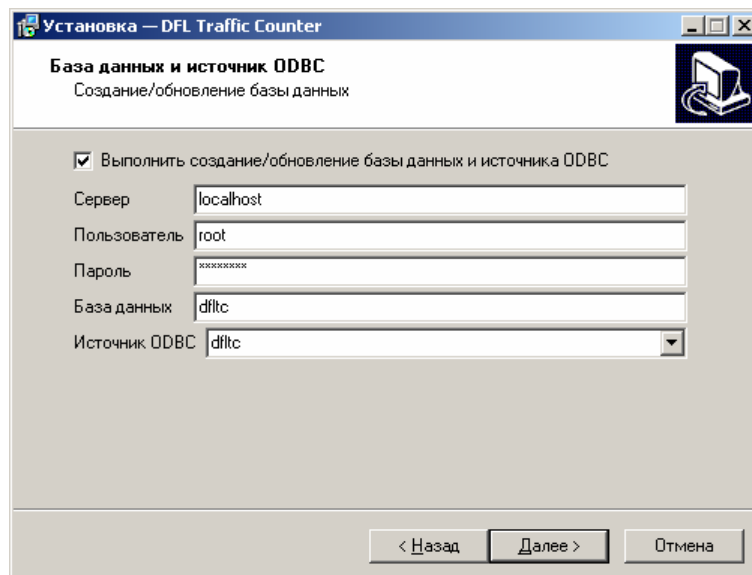 Установка — DFL Traffic Counter
База данных и источник ODBC
Создание/обновление базы данных
Выполнить создание/обновление базы данных и источника ODBC
Сервер localhost
Пользователь root
Пароль ********
База данных dfltc
Источник ODBC dfltc
< Назад Далее > Отмена